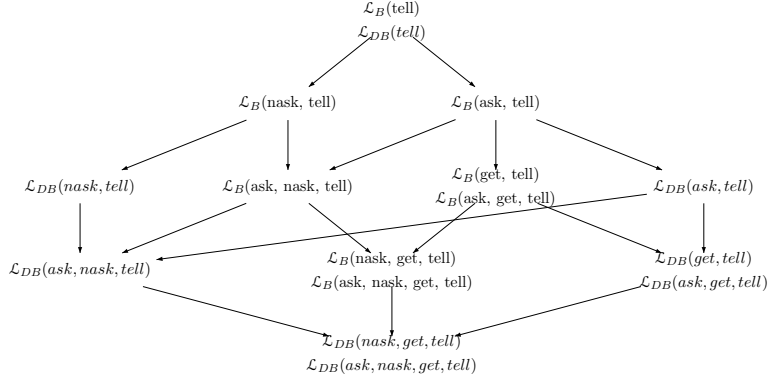 ℒ_B(tell)
ℒ_DB(tell)
ℒ_B(nask, tell)
ℒ_B(ask, tell)
ℒ_DB(nask, tell)
ℒ_B(ask, nask, tell)
ℒ_B(get, tell)
ℒ_B(ask, get, tell)
ℒ_DB(ask, tell)
ℒ_DB(ask, nask, tell)
ℒ_B(nask, get, tell)
ℒ_B(ask, nask, get, tell)
ℒ_DB(get, tell)
ℒ_DB(ask, get, tell)
ℒ_DB(nask, get, tell)
ℒ_DB(ask, nask, get, tell)